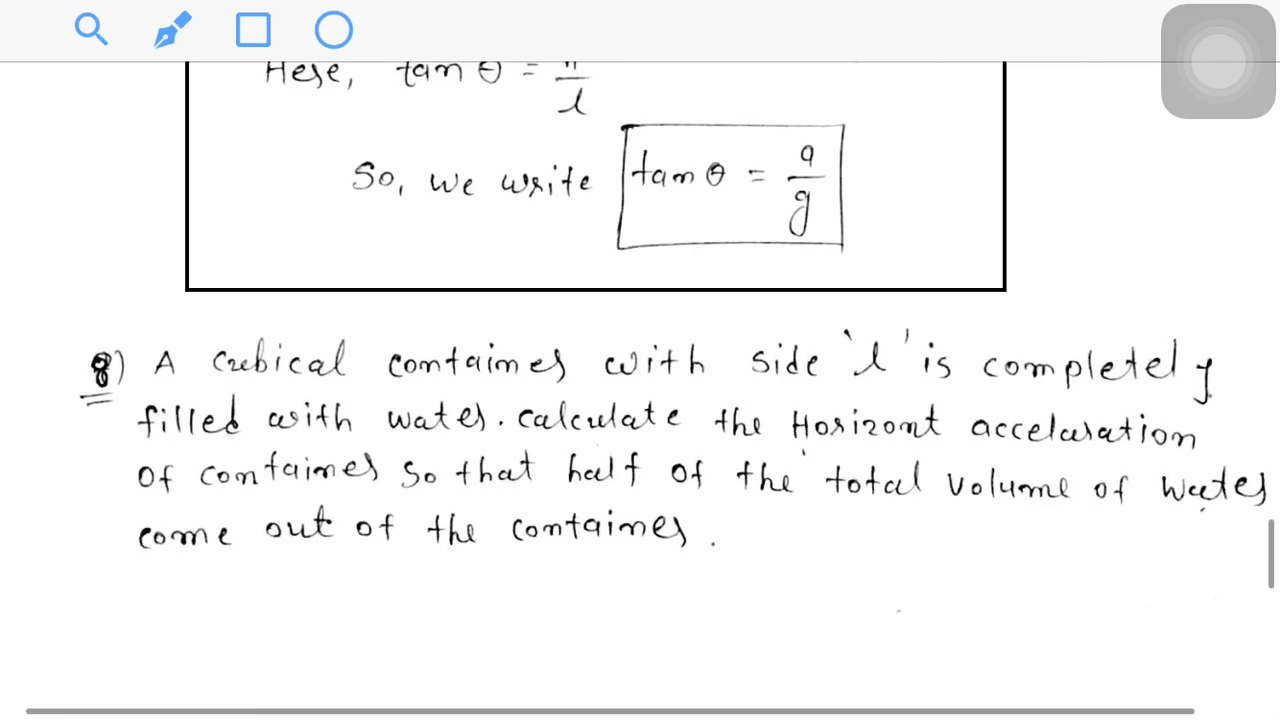 Here, tan θ = h/l
So, we write tan θ = a/g
8) A cubical container with side 'l' is completely
filled with water. calculate the Horizont accelaration
Of container so that half of the total volume of water
come out of the container.